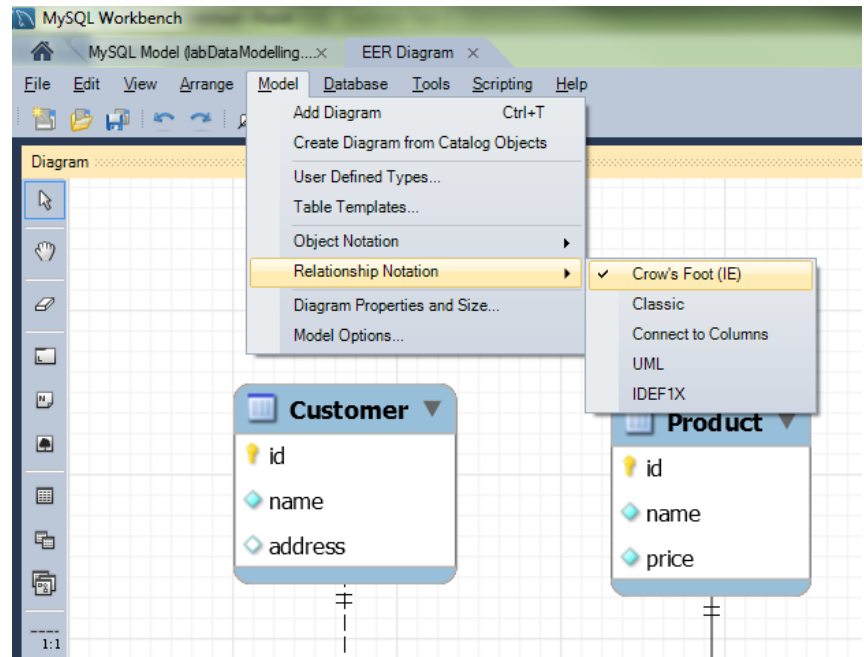 MySQL Workbench
MySQL Model (labDataModelling....× EER Diagram ×
File Edit View Arrange Model Database Tools Scripting Help
Add Diagram Ctrl+T
Create Diagram from Catalog Objects
Diagram
User Defined Types...
Table Templates...
Object Notation
Relationship Notation
Crow's Foot (IE)
Classic
Diagram Properties and Size...
Connect to Columns
Model Options...
UML
IDEF1X
Customer
Product
id
id
name
name
address
price
1:1